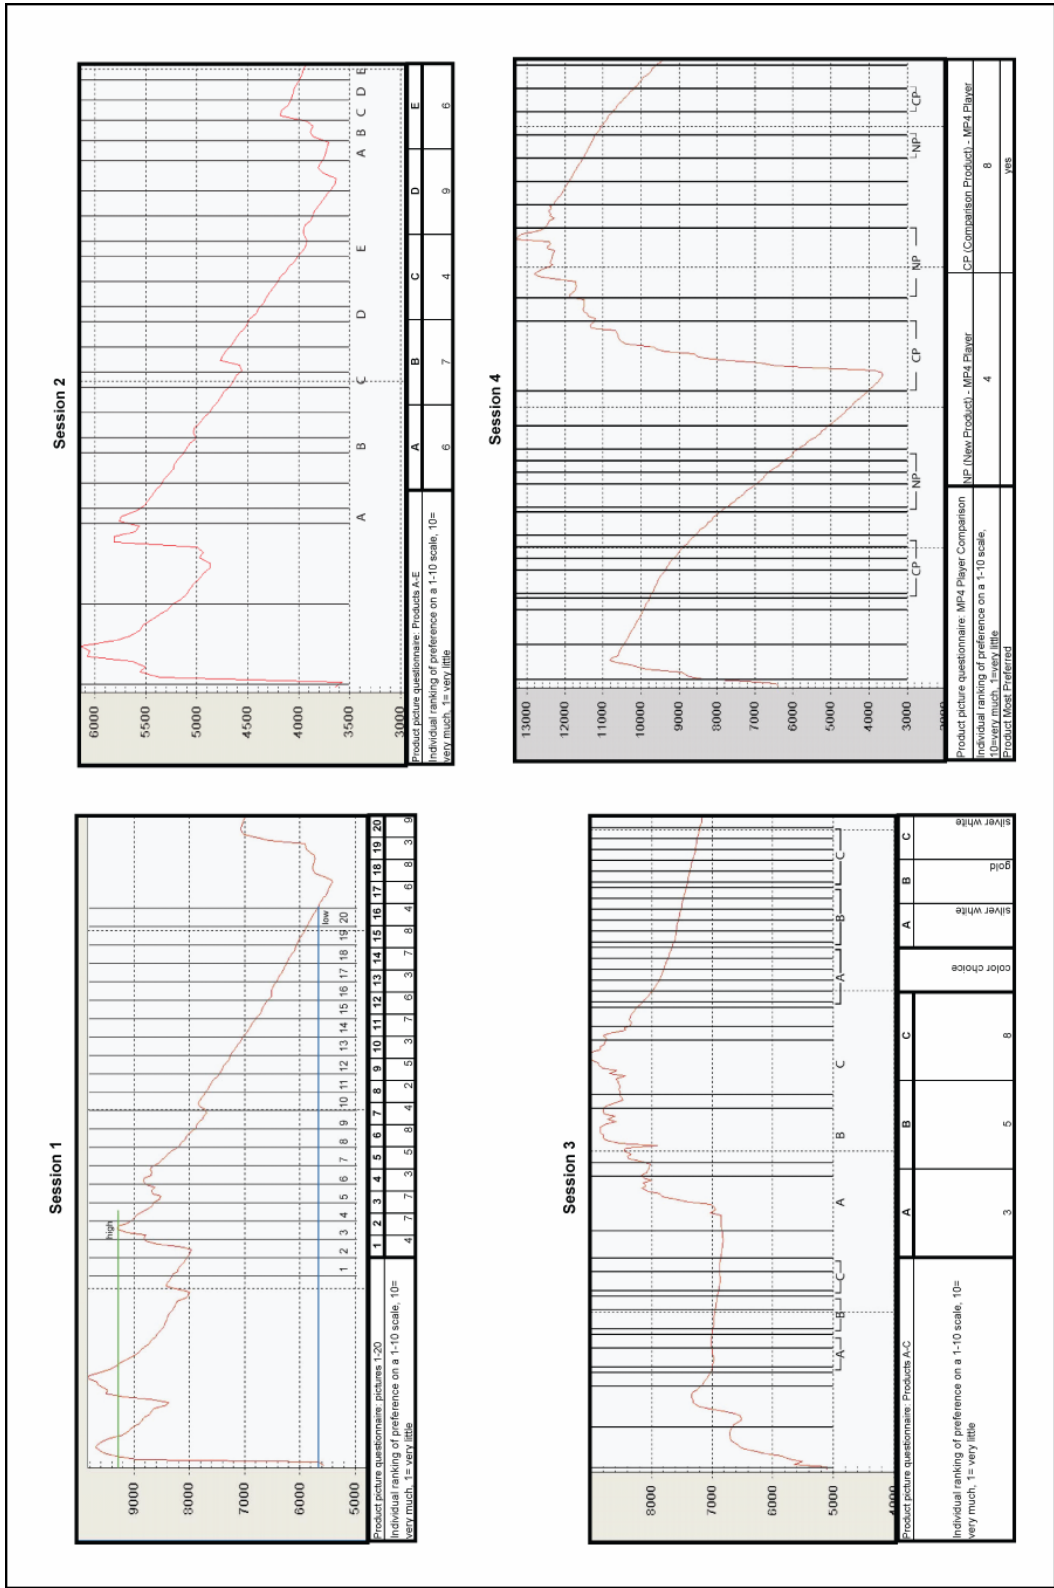 Session 1
9000
8000
7000
6000
5000
high
low
1 2 3 4 5 6 7 8 9 10 11 12 13 14 15 16 17 18 19 20
Product picture questionnaire: pictures 1-20 1 2 3 4 5 6 7 8 9 10 11 12 13 14 15 16 17 18 19 20
Individual ranking of preference on a 1-10 scale, 10= 4 7 7 3 5 8 4 2 5 3 7 6 3 7 8 4 6 8 3 9
very much, 1= very little
Session 2
6000
5500
5000
4500
4000
3500
3000
A B C D E A B C D E
Product picture questionnaire: Products A-E A B C D E
Individual ranking of preference on a 1-10 scale, 10= 6 7 4 9 6
very much, 1= very little
Session 3
8000
7000
6000
5000
4000
A B C A B C A B C
Product picture questionnaire: Products A-C A B C color choice A B C
Individual ranking of preference on a 1-10 scale, 10= 3 5 8 silver white gold silver white
very much, 1= very little
Session 4
13000
12000
11000
10000
9000
8000
7000
6000
5000
4000
3000
2000
CP NP CP NP NP CP
Product picture questionnaire: MP4 Player Comparison NP (New Product) - MP4 Player CP (Comparison Product) - MP4 Player
Individual ranking of preference on a 1-10 scale, 4 8
10=very much, 1=very little
Product Most Preferred yes